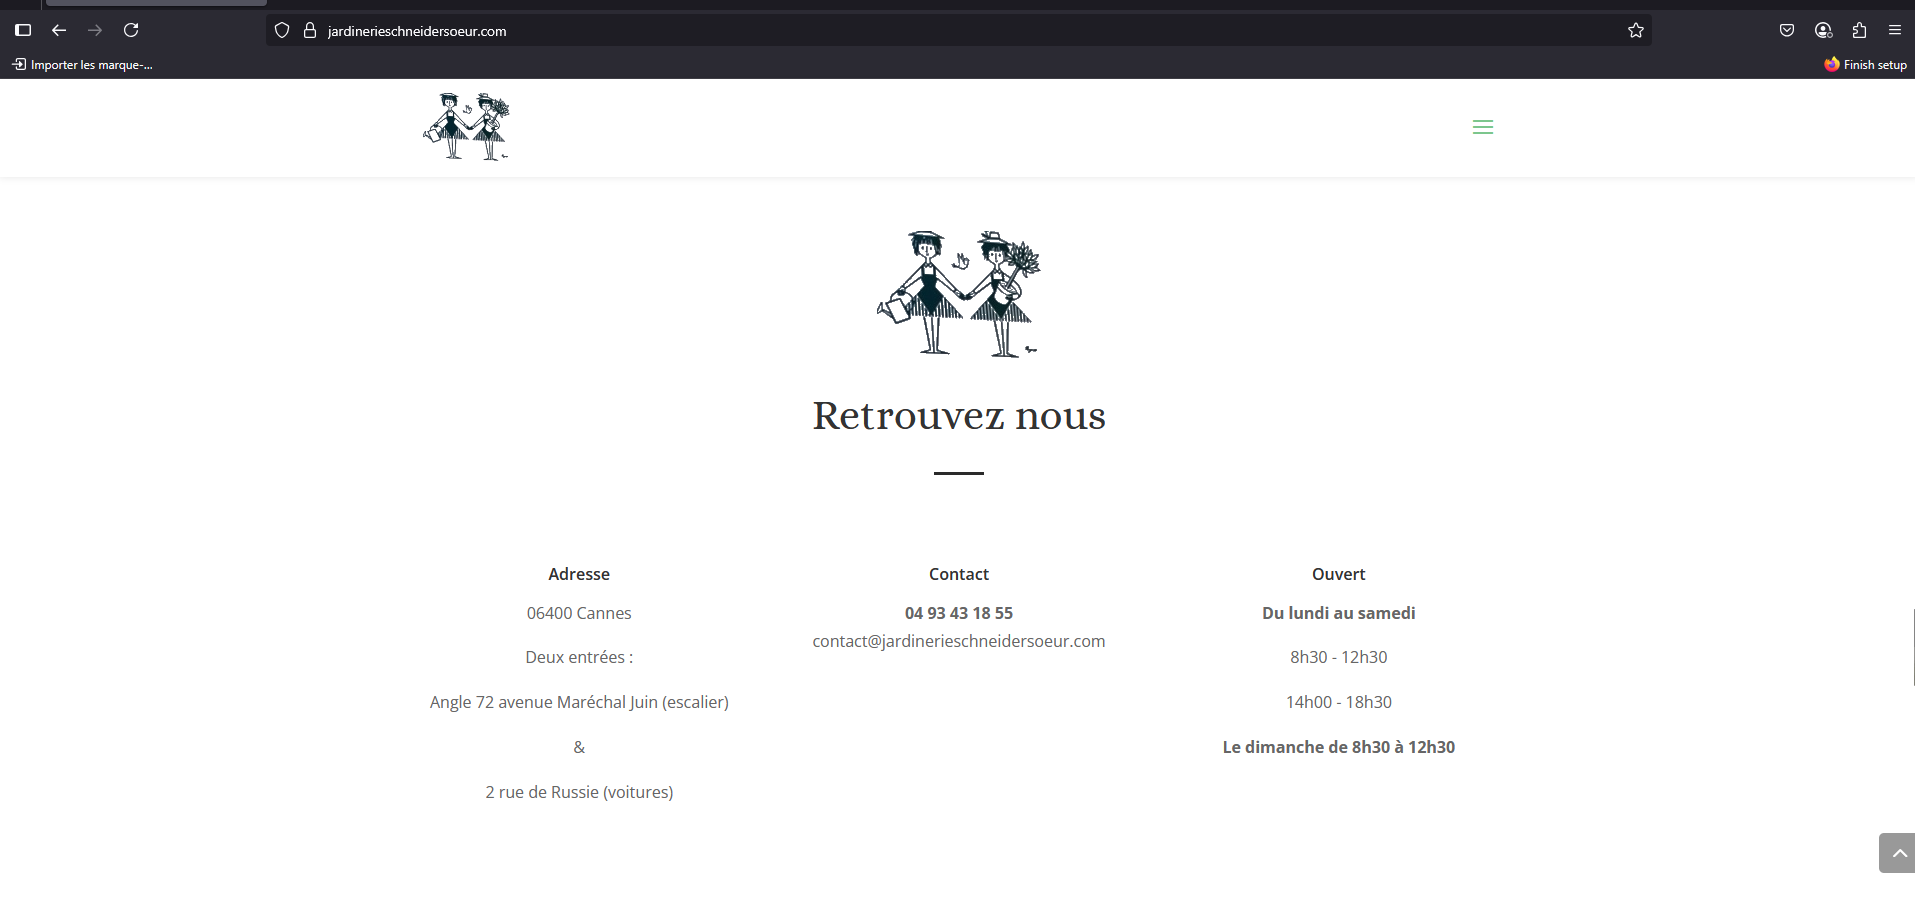 jardinerieschneidersoeur.com
Importer les marque-...
Finish setup
Retrouvez nous
Adresse
06400 Cannes
Deux entrées :
Angle 72 avenue Maréchal Juin (escalier)
&
2 rue de Russie (voitures)
Contact
04 93 43 18 55
contact@jardinerieschneidersoeur.com
Ouvert
Du lundi au samedi
8h30 - 12h30
14h00 - 18h30
Le dimanche de 8h30 à 12h30